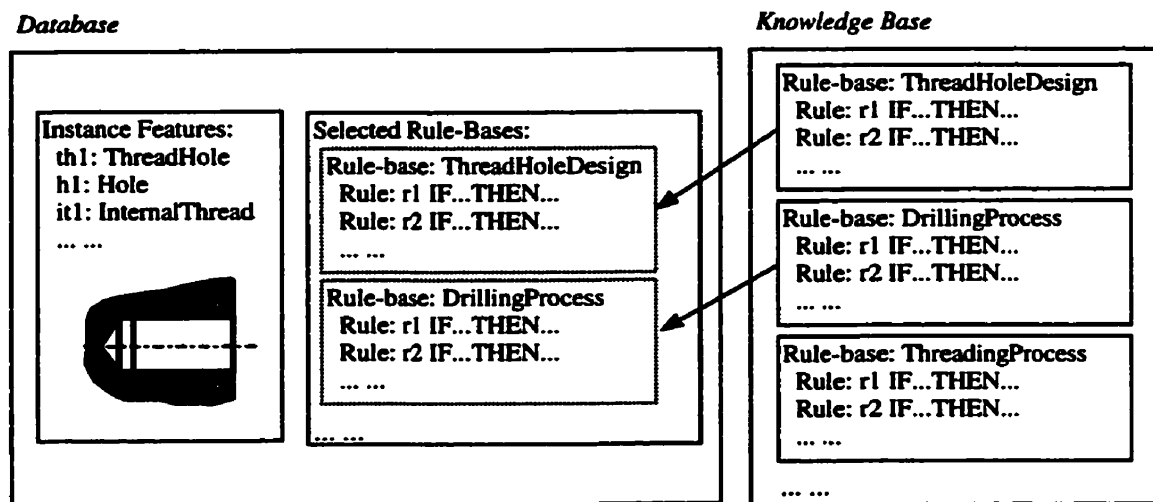 Database
Knowledge Base
Instance Features:
th1: ThreadHole
h1: Hole
it1: InternalThread
... ...
Selected Rule-Bases:
Rule-base: ThreadHoleDesign
Rule: r1 IF...THEN...
Rule: r2 IF...THEN...
... ...
Rule-base: DrillingProcess
Rule: r1 IF...THEN...
Rule: r2 IF...THEN...
... ...
... ...
Rule-base: ThreadHoleDesign
Rule: r1 IF...THEN...
Rule: r2 IF...THEN...
... ...
Rule-base: DrillingProcess
Rule: r1 IF...THEN...
Rule: r2 IF...THEN...
... ...
Rule-base: ThreadingProcess
Rule: r1 IF...THEN...
Rule: r2 IF...THEN...
... ...
... ...